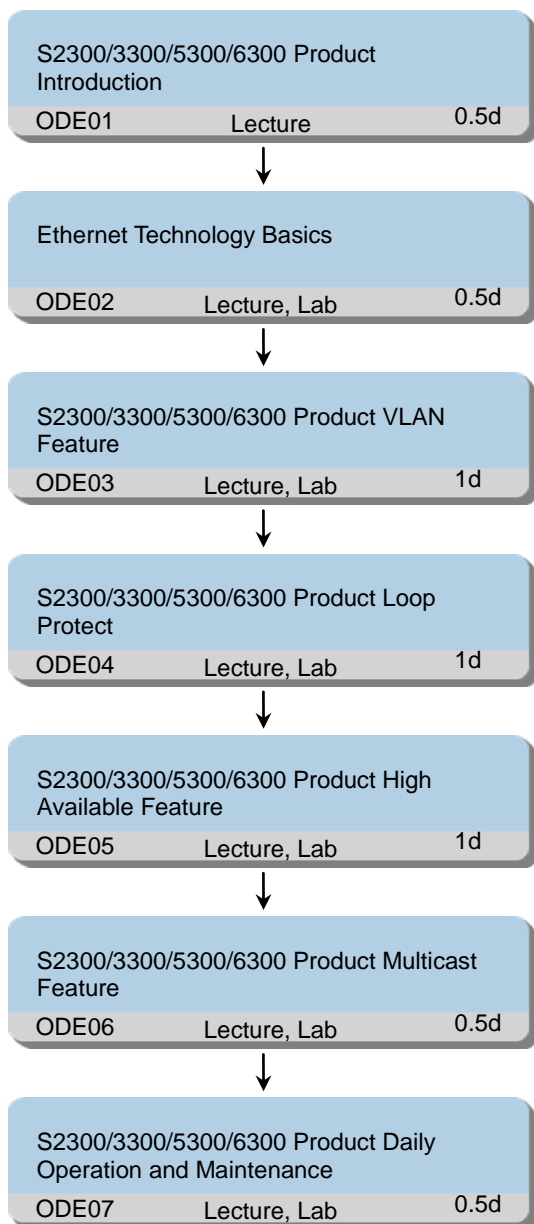 S2300/3300/5300/6300 Product
Introduction
ODE01 Lecture 0.5d
Ethernet Technology Basics
ODE02 Lecture, Lab 0.5d
S2300/3300/5300/6300 Product VLAN
Feature
ODE03 Lecture, Lab 1d
S2300/3300/5300/6300 Product Loop
Protect
ODE04 Lecture, Lab 1d
S2300/3300/5300/6300 Product High
Available Feature
ODE05 Lecture, Lab 1d
S2300/3300/5300/6300 Product Multicast
Feature
ODE06 Lecture, Lab 0.5d
S2300/3300/5300/6300 Product Daily
Operation and Maintenance
ODE07 Lecture, Lab 0.5d